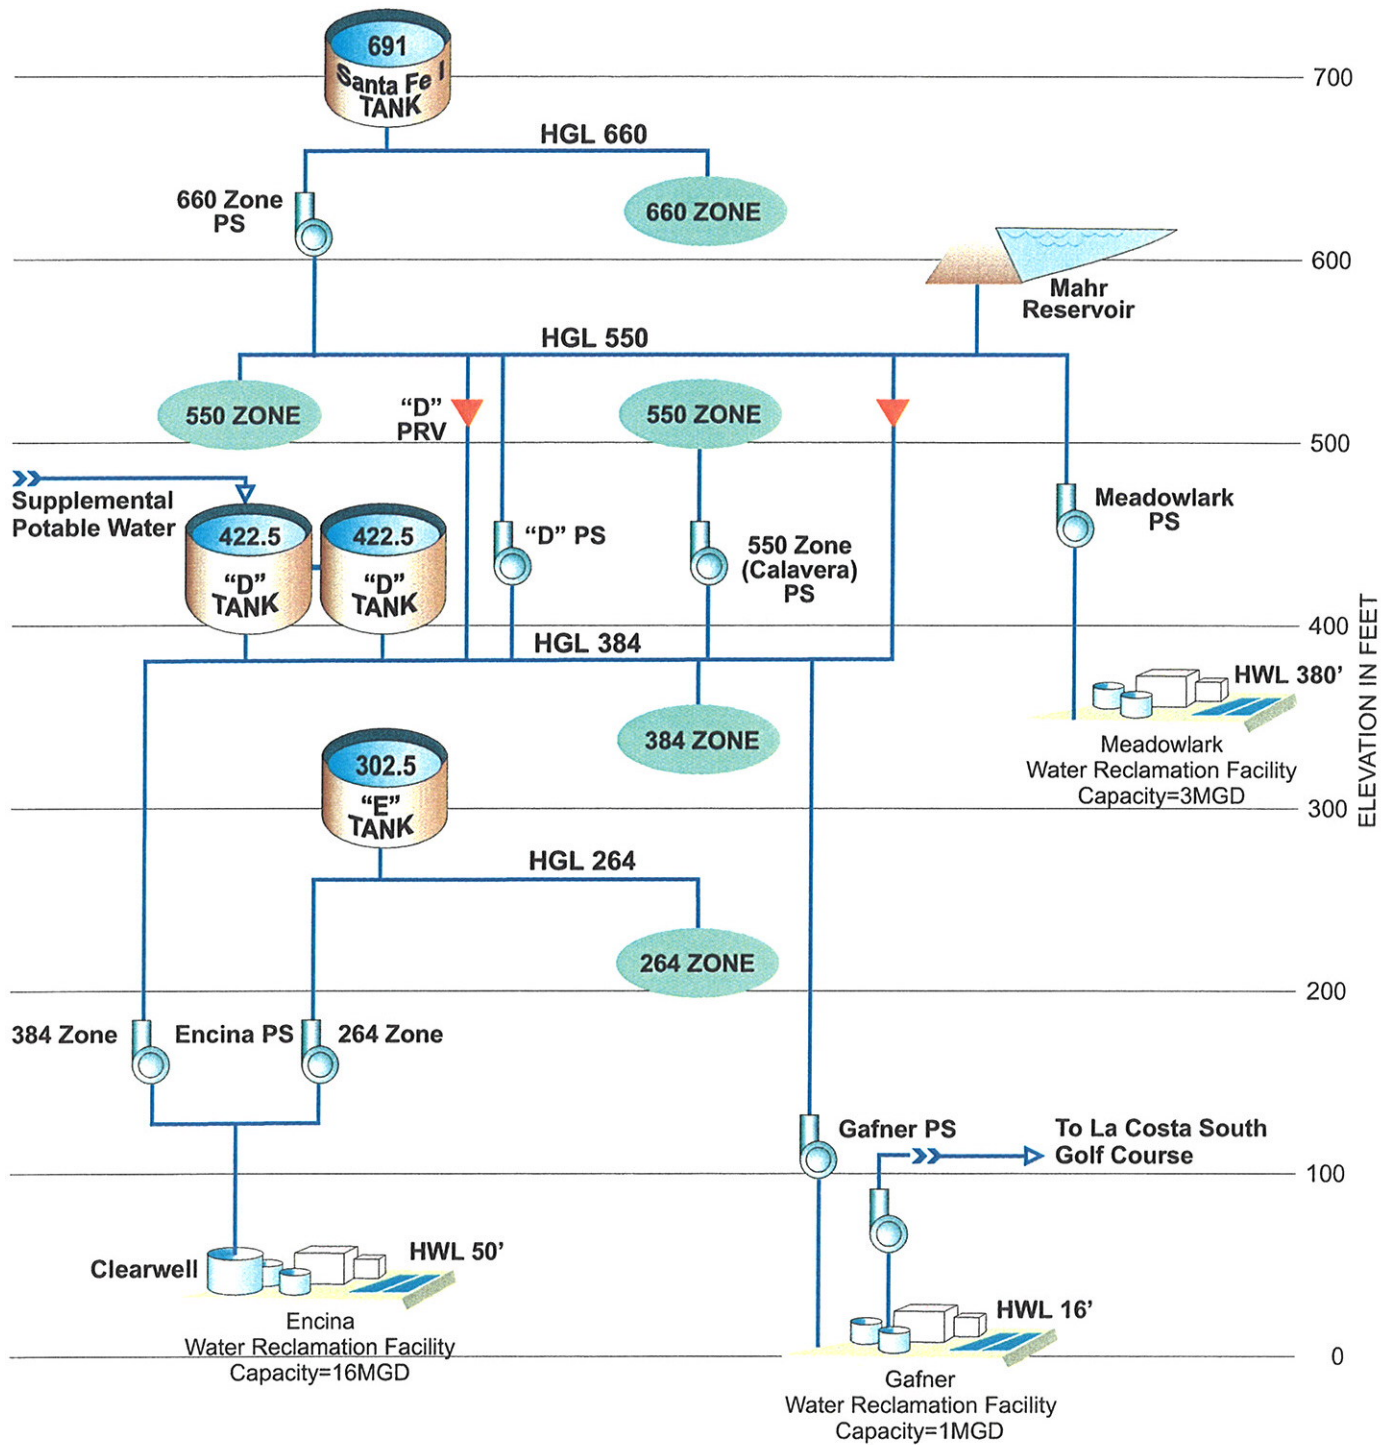 691
Santa Fe I
TANK
700
HGL 660
660 Zone
PS
660 ZONE
600
Mahr
Reservoir
HGL 550
550 ZONE
“D”
PRV
550 ZONE
500
Supplemental
Potable Water
422.5
“D”
TANK
422.5
“D”
TANK
“D” PS
550 Zone
(Calavera)
PS
Meadowlark
PS
400
HGL 384
HWL 380’
384 ZONE
Meadowlark
Water Reclamation Facility
Capacity=3MGD
ELEVATION IN FEET
302.5
“E”
TANK
300
HGL 264
264 ZONE
200
384 Zone
Encina PS
264 Zone
Gafner PS
To La Costa South
Golf Course
100
Clearwell
HWL 50’
Encina
Water Reclamation Facility
Capacity=16MGD
HWL 16’
0
Gafner
Water Reclamation Facility
Capacity=1MGD